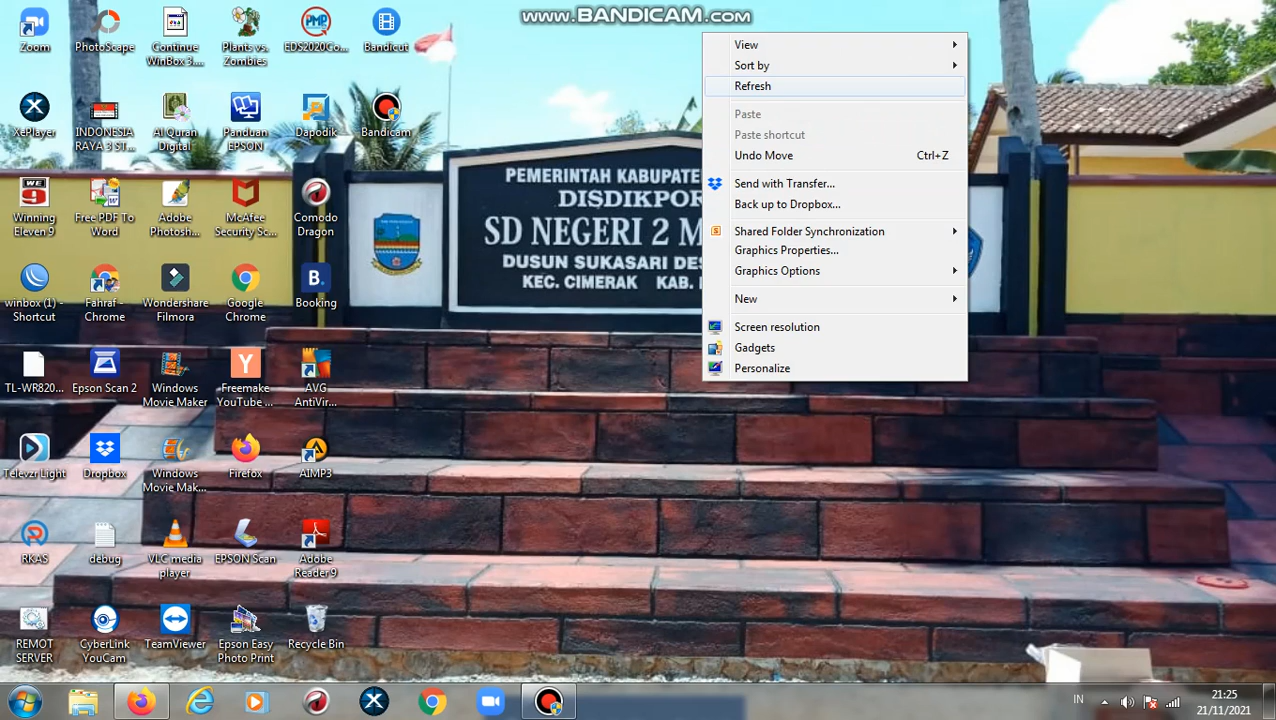 www.BANDICAM.com
Zoom
PhotoScape
Continue
WinBox 3....
Plants vs.
Zombies
EDS2020Co...
Bandicut
XePlayer
INDONESIA
RAYA 3 ST...
Al Quran
Digital
Panduan
EPSON
Dapodik
Bandicam
Winning
Eleven 9
Free PDF To
Word
Adobe
Photosh...
McAfee
Security Sc...
Comodo
Dragon
winbox (1) -
Shortcut
Fahraf -
Chrome
Wondershare
Filmora
Google
Chrome
Booking
TL-WR820...
Epson Scan 2
Windows
Movie Maker
Freemake
YouTube ...
AVG
AntiVir...
Televzr Light
Dropbox
Windows
Movie Mak...
Firefox
AIMP3
RKAS
debug
VLC media
player
EPSON Scan
Adobe
Reader 9
REMOT
SERVER
CyberLink
YouCam
TeamViewer
Epson Easy
Photo Print
Recycle Bin
PEMERINTAH KABUPATE
DISDIKPOR
SD NEGERI 2 M
DUSUN SUKASARI DES
KEC. CIMERAK KAB.
View
Sort by
Refresh
Paste
Paste shortcut
Undo Move Ctrl+Z
Send with Transfer...
Back up to Dropbox...
Shared Folder Synchronization
Graphics Properties...
Graphics Options
New
Screen resolution
Gadgets
Personalize
IN
21:25
21/11/2021